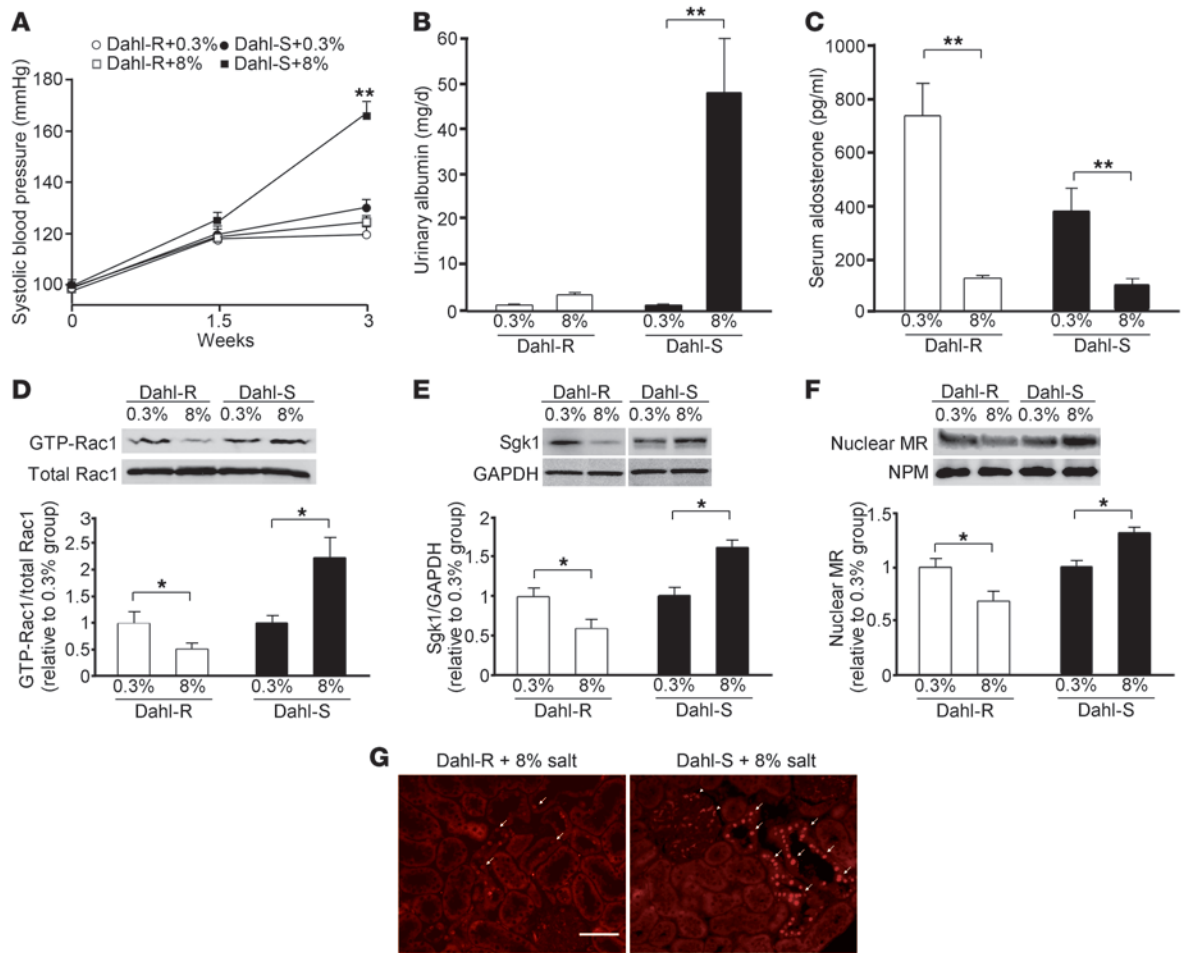 A
Dahl-R+0.3% Dahl-S+0.3%
Dahl-R+8% Dahl-S+8%
Systolic blood pressure (mmHg)
180
160
140
120
100
**
0 1.5 3
Weeks
B
Urinary albumin (mg/d)
60
50
40
30
20
10
0
**
0.3% 8% 0.3% 8%
Dahl-R Dahl-S
C
Serum aldosterone (pg/ml)
1000
800
600
400
200
0
**
**
0.3% 8% 0.3% 8%
Dahl-R Dahl-S
D
Dahl-R Dahl-S
0.3% 8% 0.3% 8%
GTP-Rac1
Total Rac1
GTP-Rac1/total Rac1
(relative to 0.3% group)
3
2.5
2
1.5
1
0.5
0
*
*
0.3% 8% 0.3% 8%
Dahl-R Dahl-S
E
Dahl-R Dahl-S
0.3% 8% 0.3% 8%
Sgk1
GAPDH
Sgk1/GAPDH
(relative to 0.3% group)
2
1.5
1
0.5
0
*
*
0.3% 8% 0.3% 8%
Dahl-R Dahl-S
F
Dahl-R Dahl-S
0.3% 8% 0.3% 8%
Nuclear MR
NPM
Nuclear MR
(relative to 0.3% group)
1.5
1
0.5
0
*
*
0.3% 8% 0.3% 8%
Dahl-R Dahl-S
G
Dahl-R + 8% salt Dahl-S + 8% salt